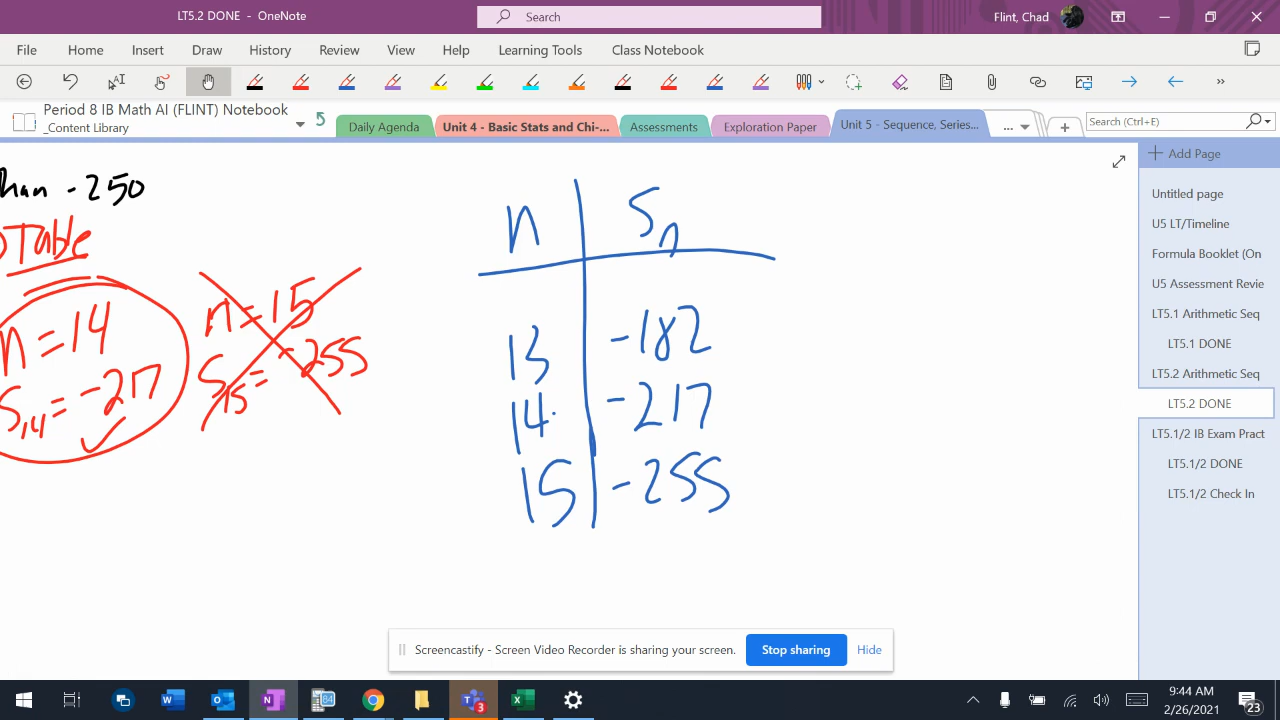 LT5.2 DONE - OneNote
Search
Flint, Chad
File Home Insert Draw History Review View Help Learning Tools Class Notebook
Period 8 IB Math AI (FLINT) Notebook
_Content Library
Daily Agenda
Unit 4 - Basic Stats and Chi-...
Assessments
Exploration Paper
Unit 5 - Sequence, Series...
...
Search (Ctrl+E)
Add Page
Untitled page
U5 LT/Timeline
Formula Booklet (On
U5 Assessment Revie
LT5.1 Arithmetic Seq
LT5.1 DONE
LT5.2 Arithmetic Seq
LT5.2 DONE
LT5.1/2 IB Exam Pract
LT5.1/2 DONE
LT5.1/2 Check In
han -250
Table
n = 14
S14 = -217
n = 15
S15 = -255
n Sn
13 -182
14 -217
15 -255
Screencastify - Screen Video Recorder is sharing your screen.
Stop sharing
Hide
84
3
9:44 AM
2/26/2021
23